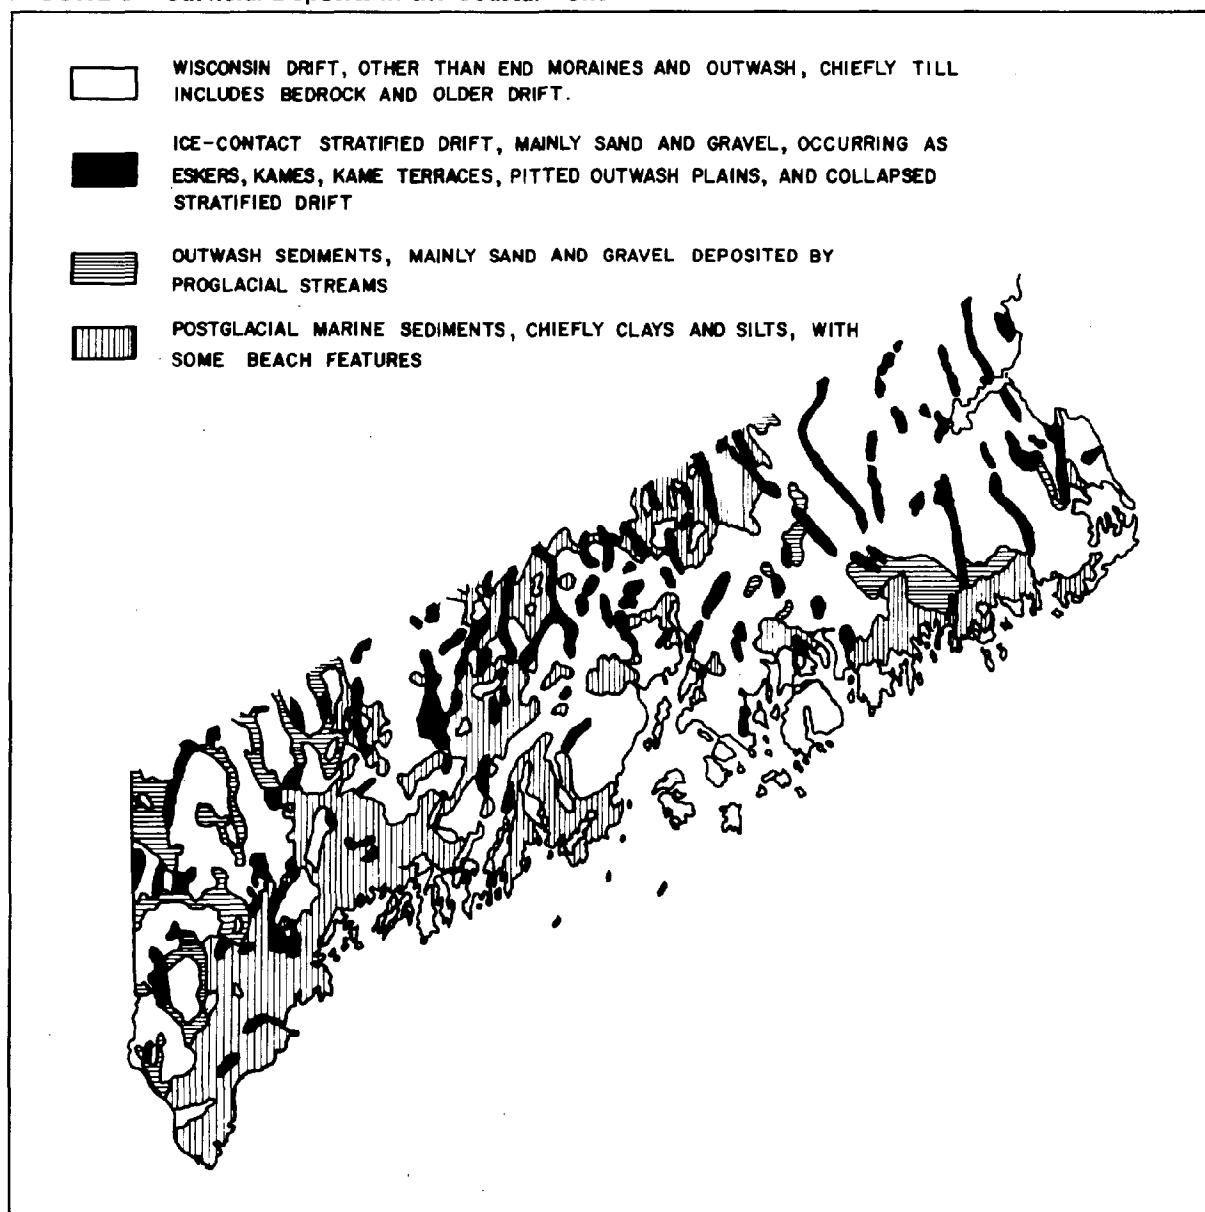 WISCONSIN DRIFT, OTHER THAN END MORAINES AND OUTWASH, CHIEFLY TILL
INCLUDES BEDROCK AND OLDER DRIFT.
ICE-CONTACT STRATIFIED DRIFT, MAINLY SAND AND GRAVEL, OCCURRING AS
ESKERS, KAMES, KAME TERRACES, PITTED OUTWASH PLAINS, AND COLLAPSED
STRATIFIED DRIFT
OUTWASH SEDIMENTS, MAINLY SAND AND GRAVEL DEPOSITED BY
PROGLACIAL STREAMS
POSTGLACIAL MARINE SEDIMENTS, CHIEFLY CLAYS AND SILTS, WITH
SOME BEACH FEATURES